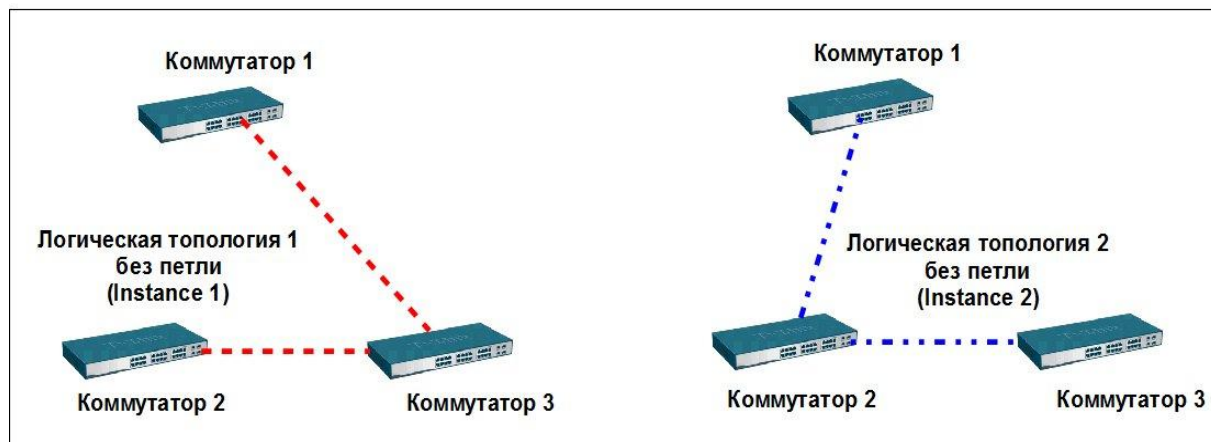 Коммутатор 1
Логическая топология 1
без петли
(Instance 1)
Коммутатор 2
Коммутатор 3
Коммутатор 1
Логическая топология 2
без петли
(Instance 2)
Коммутатор 2
Коммутатор 3